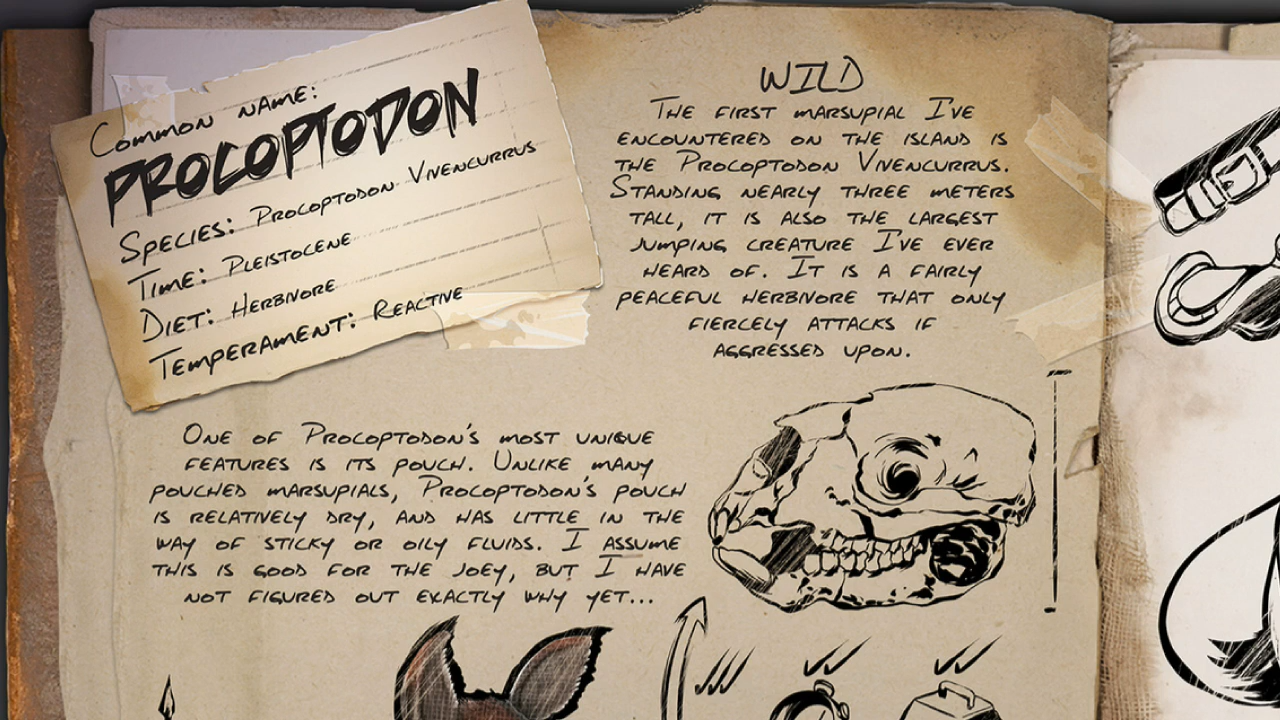 Common name:
PROCOPTODON
Species: Procoptodon Vivencurrus
Time: Pleistocene
Diet: Herbivore
Temperament: Reactive
WILD
The first marsupial I've
encountered on the island is
the Procoptodon Vivencurrus.
Standing nearly three meters
tall, it is also the largest
jumping creature I've ever
heard of. It is a fairly
peaceful herbivore that only
fiercely attacks if
aggressed upon.
One of Procoptodon's most unique
features is its pouch. Unlike many
pouched marsupials, Procoptodon's pouch
is relatively dry, and has little in the
way of sticky or oily fluids. I assume
this is good for the joey, but I have
not figured out exactly why yet...